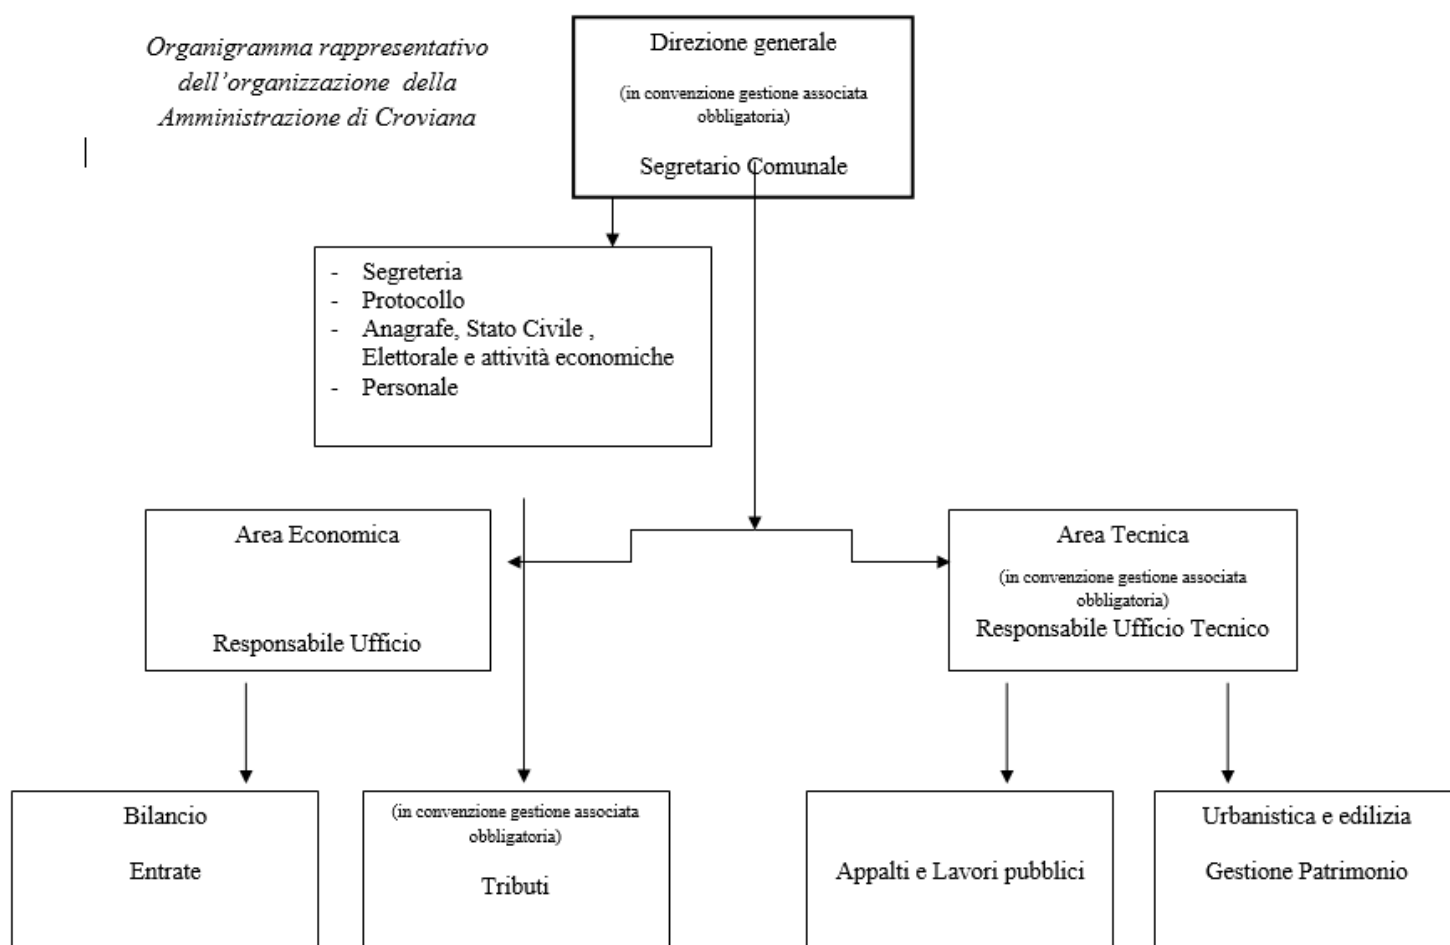 Organigramma rappresentativo
dell'organizzazione della
Amministrazione di Croviana
Direzione generale
(in convenzione gestione associata
obbligatoria)
Segretario Comunale
- Segreteria
- Protocollo
- Anagrafe, Stato Civile ,
Elettorale e attività economiche
- Personale
Area Economica
Responsabile Ufficio
Area Tecnica
(in convenzione gestione associata
obbligatoria)
Responsabile Ufficio Tecnico
Bilancio
Entrate
(in convenzione gestione associata
obbligatoria)
Tributi
Appalti e Lavori pubblici
Urbanistica e edilizia
Gestione Patrimonio